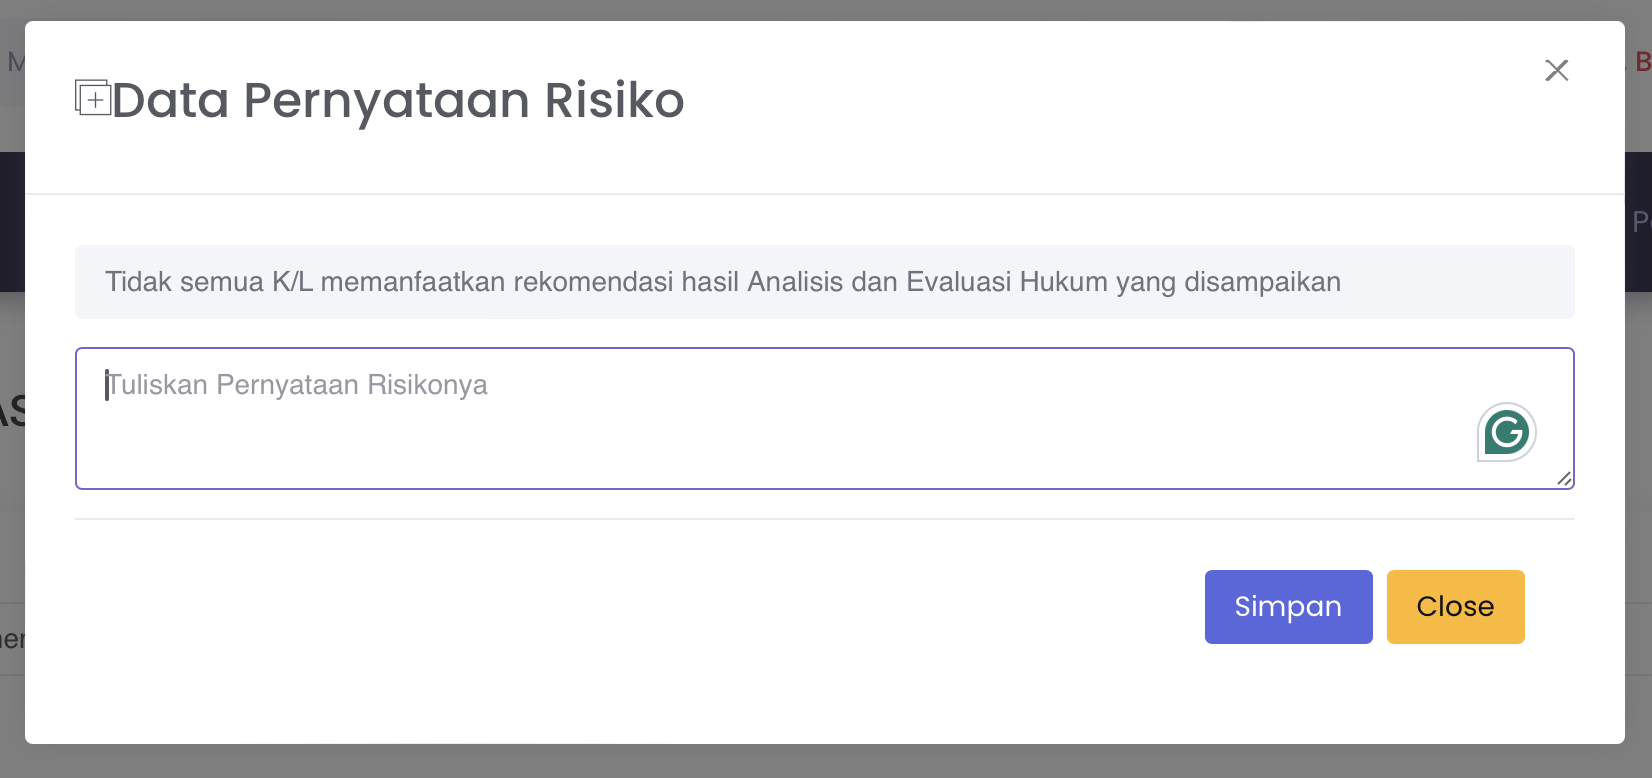 Data Pernyataan Risiko
Tidak semua K/L memanfaatkan rekomendasi hasil Analisis dan Evaluasi Hukum yang disampaikan
Tuliskan Pernyataan Risikonya
Simpan Close